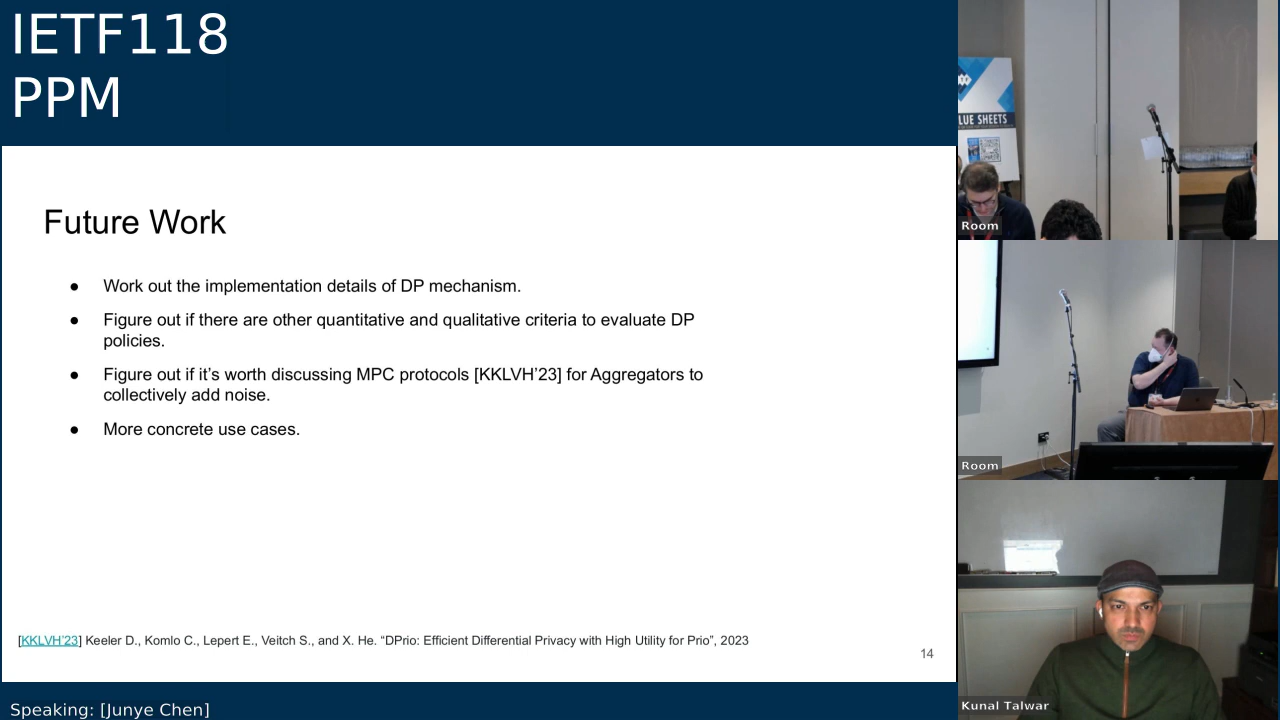 IETF118
PPM
Future Work
● Work out the implementation details of DP mechanism.
● Figure out if there are other quantitative and qualitative criteria to evaluate DP
policies.
● Figure out if it’s worth discussing MPC protocols [KKLVH’23] for Aggregators to
collectively add noise.
● More concrete use cases.
[KKLVH’23] Keeler D., Komlo C., Lepert E., Veitch S., and X. He. “DPrio: Efficient Differential Privacy with High Utility for Prio”, 2023
14
Speaking: [Junye Chen]
LUE SHEETS
Room
Room
Kunal Talwar